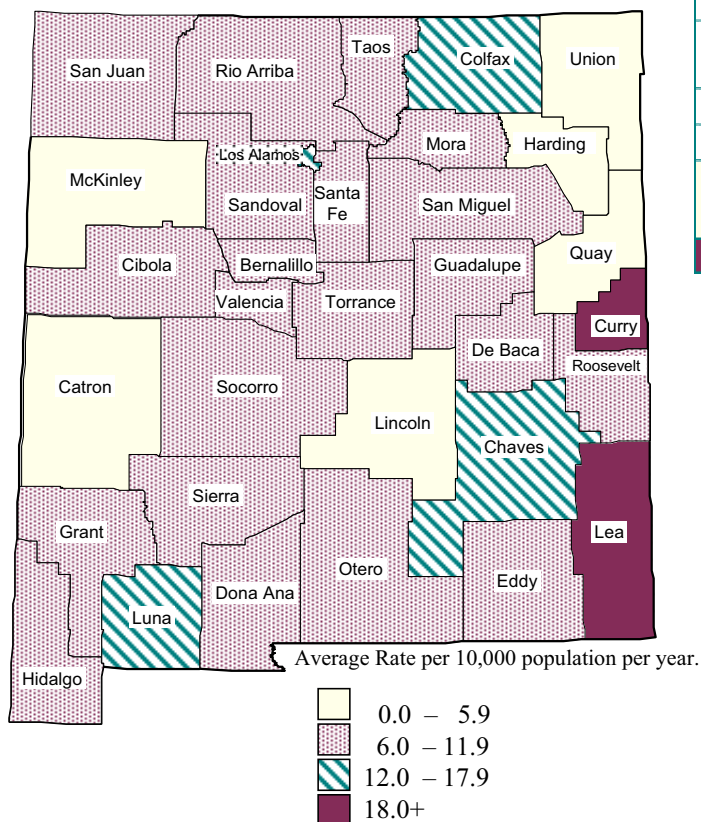 Taos
San Juan
Rio Arriba
Colfax
Union
Los Alamos
Mora
Harding
McKinley
Sandoval
Santa
Fe
San Miguel
Cibola
Bernalillo
Guadalupe
Quay
Valencia
Torrance
Curry
De Baca
Roosevelt
Catron
Socorro
Lincoln
Chaves
Sierra
Grant
Lea
Otero
Eddy
Dona Ana
Luna
Hidalgo
Average Rate per 10,000 population per year.
0.0 – 5.9
6.0 – 11.9
12.0 – 17.9
18.0+